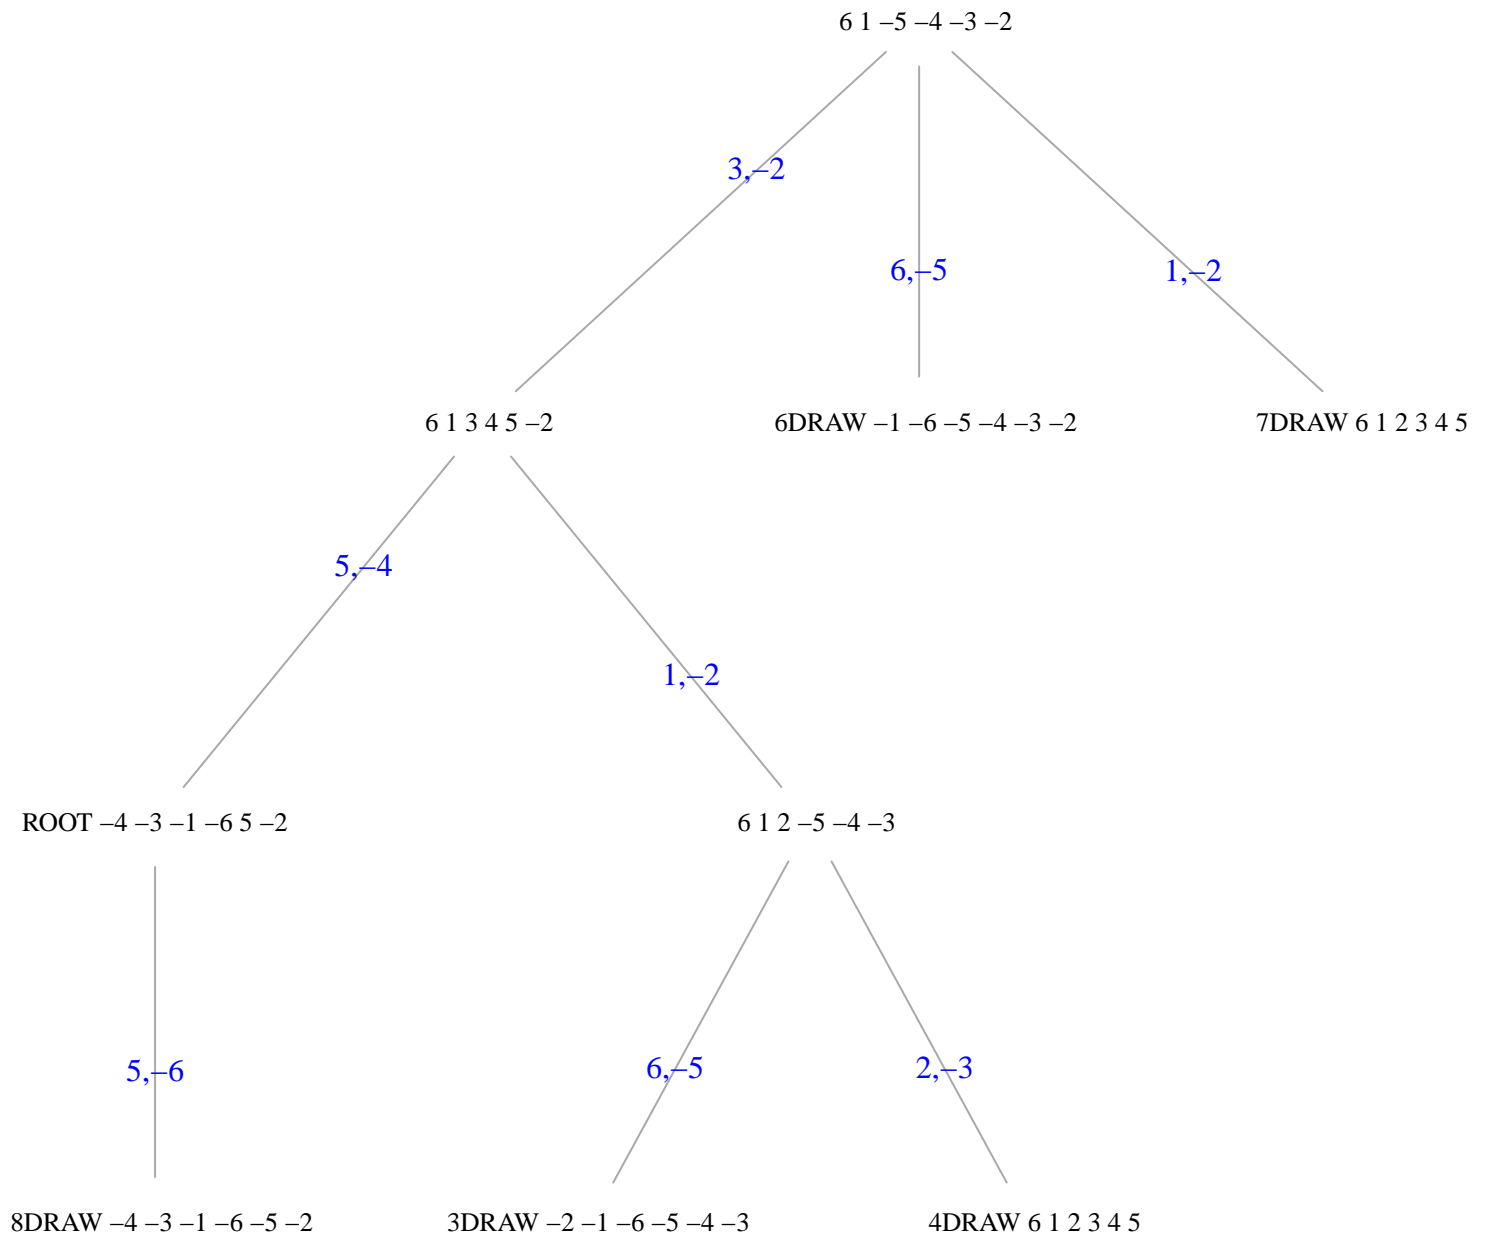 6 1 –5 –4 –3 –2
3,–2
6,–5
1,–2
6 1 3 4 5 –2
6DRAW –1 –6 –5 –4 –3 –2
7DRAW 6 1 2 3 4 5
5,–4
1,–2
ROOT –4 –3 –1 –6 5 –2
6 1 2 –5 –4 –3
5,–6
6,–5
2,–3
8DRAW –4 –3 –1 –6 –5 –2
3DRAW –2 –1 –6 –5 –4 –3
4DRAW 6 1 2 3 4 5